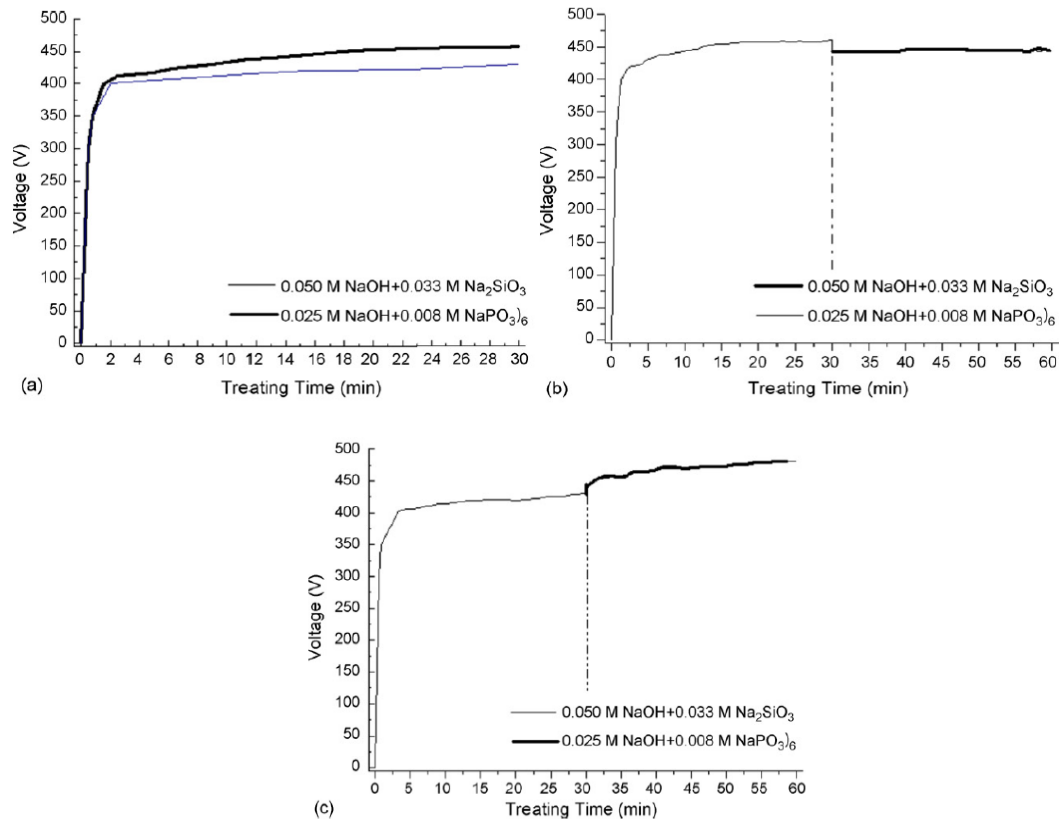 500
450
400
350
300
250
200
150
100
50
0
Voltage (V)
0.050 M NaOH+0.033 M Na₂SiO₃
0.025 M NaOH+0.008 M NaPO₃)₆
0 2 4 6 8 10 12 14 16 18 20 22 24 26 28 30
Treating Time (min)
(a)
500
450
400
350
300
250
200
150
100
50
0
Voltage (V)
0.050 M NaOH+0.033 M Na₂SiO₃
0.025 M NaOH+0.008 M NaPO₃)₆
0 5 10 15 20 25 30 35 40 45 50 55 60
Treating Time (min)
(b)
500
450
400
350
300
250
200
150
100
50
0
Voltage (V)
0.050 M NaOH+0.033 M Na₂SiO₃
0.025 M NaOH+0.008 M NaPO₃)₆
0 5 10 15 20 25 30 35 40 45 50 55 60
Treating Time (min)
(c)